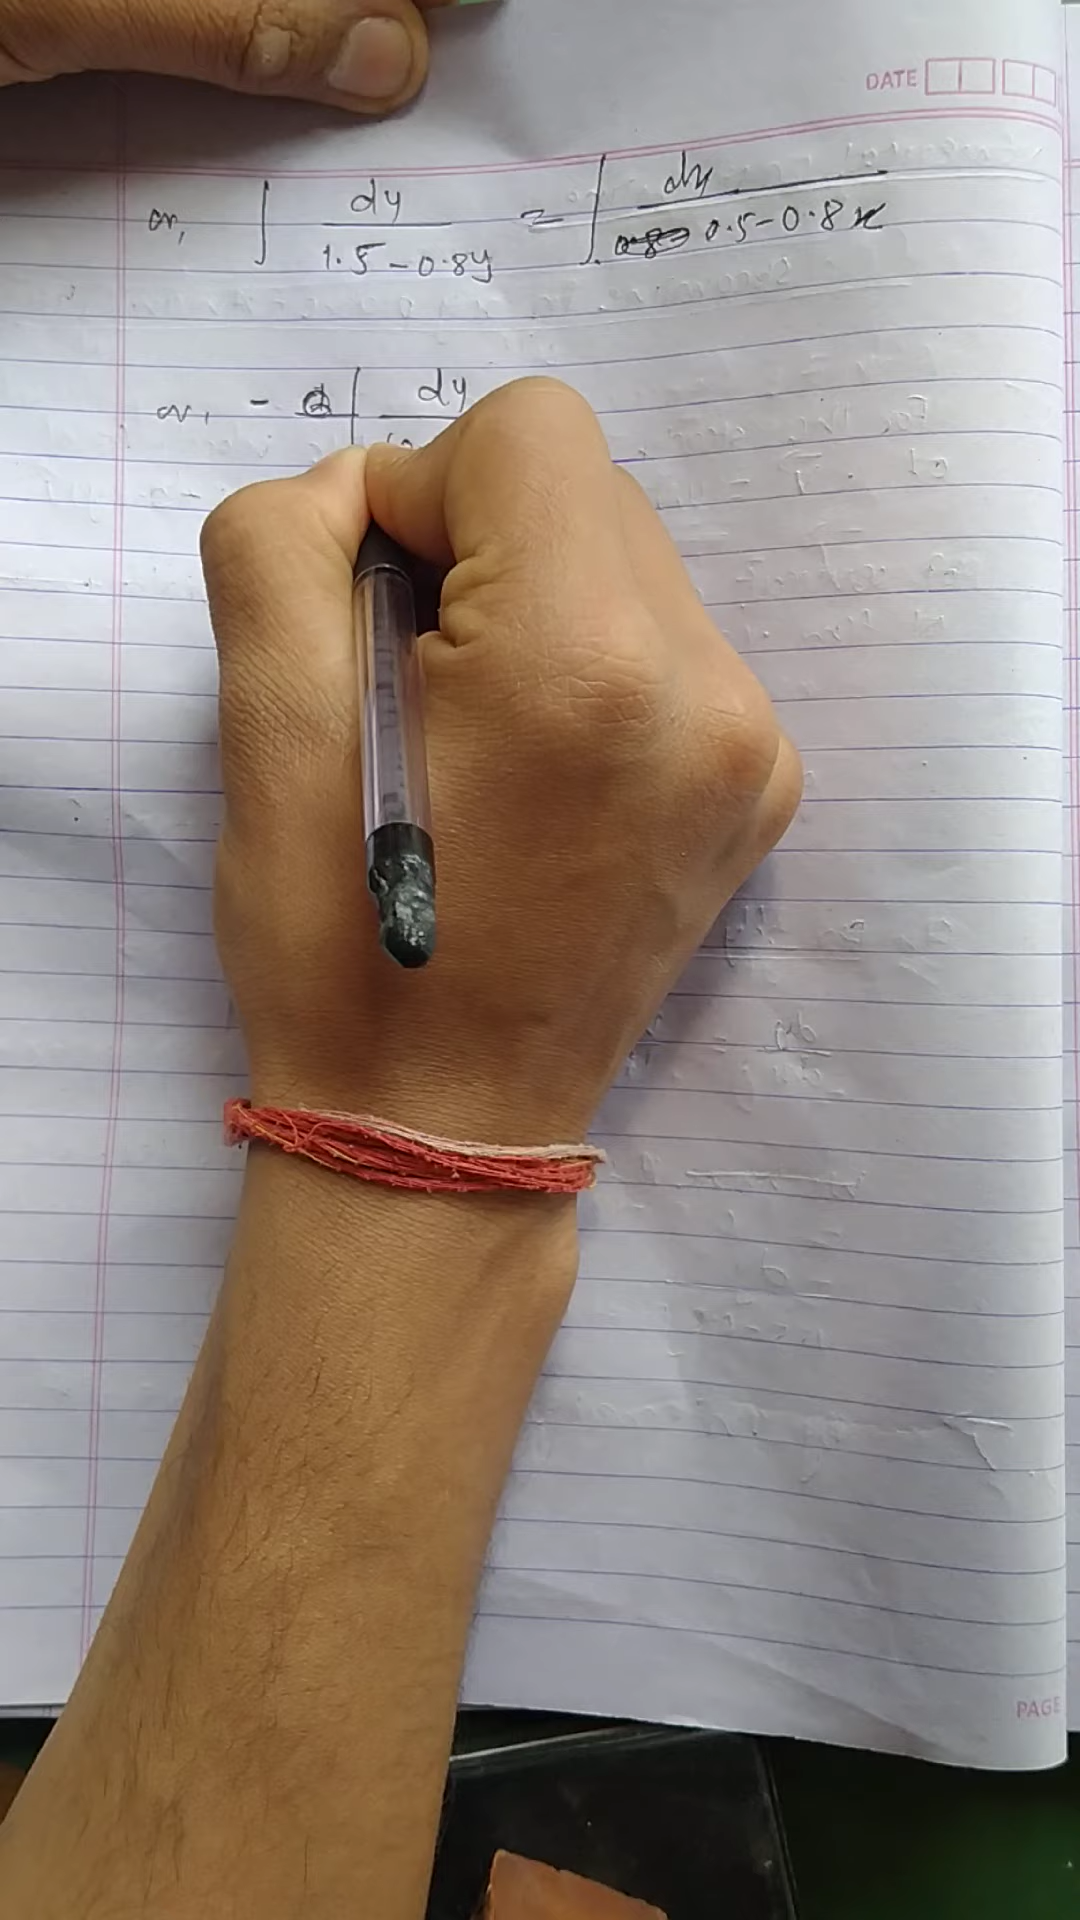 DATE
or, ∫ dy / 1.5 - 0.8y = ∫ dx / 0.5 - 0.8x
or, - ∫ dy
PAGE